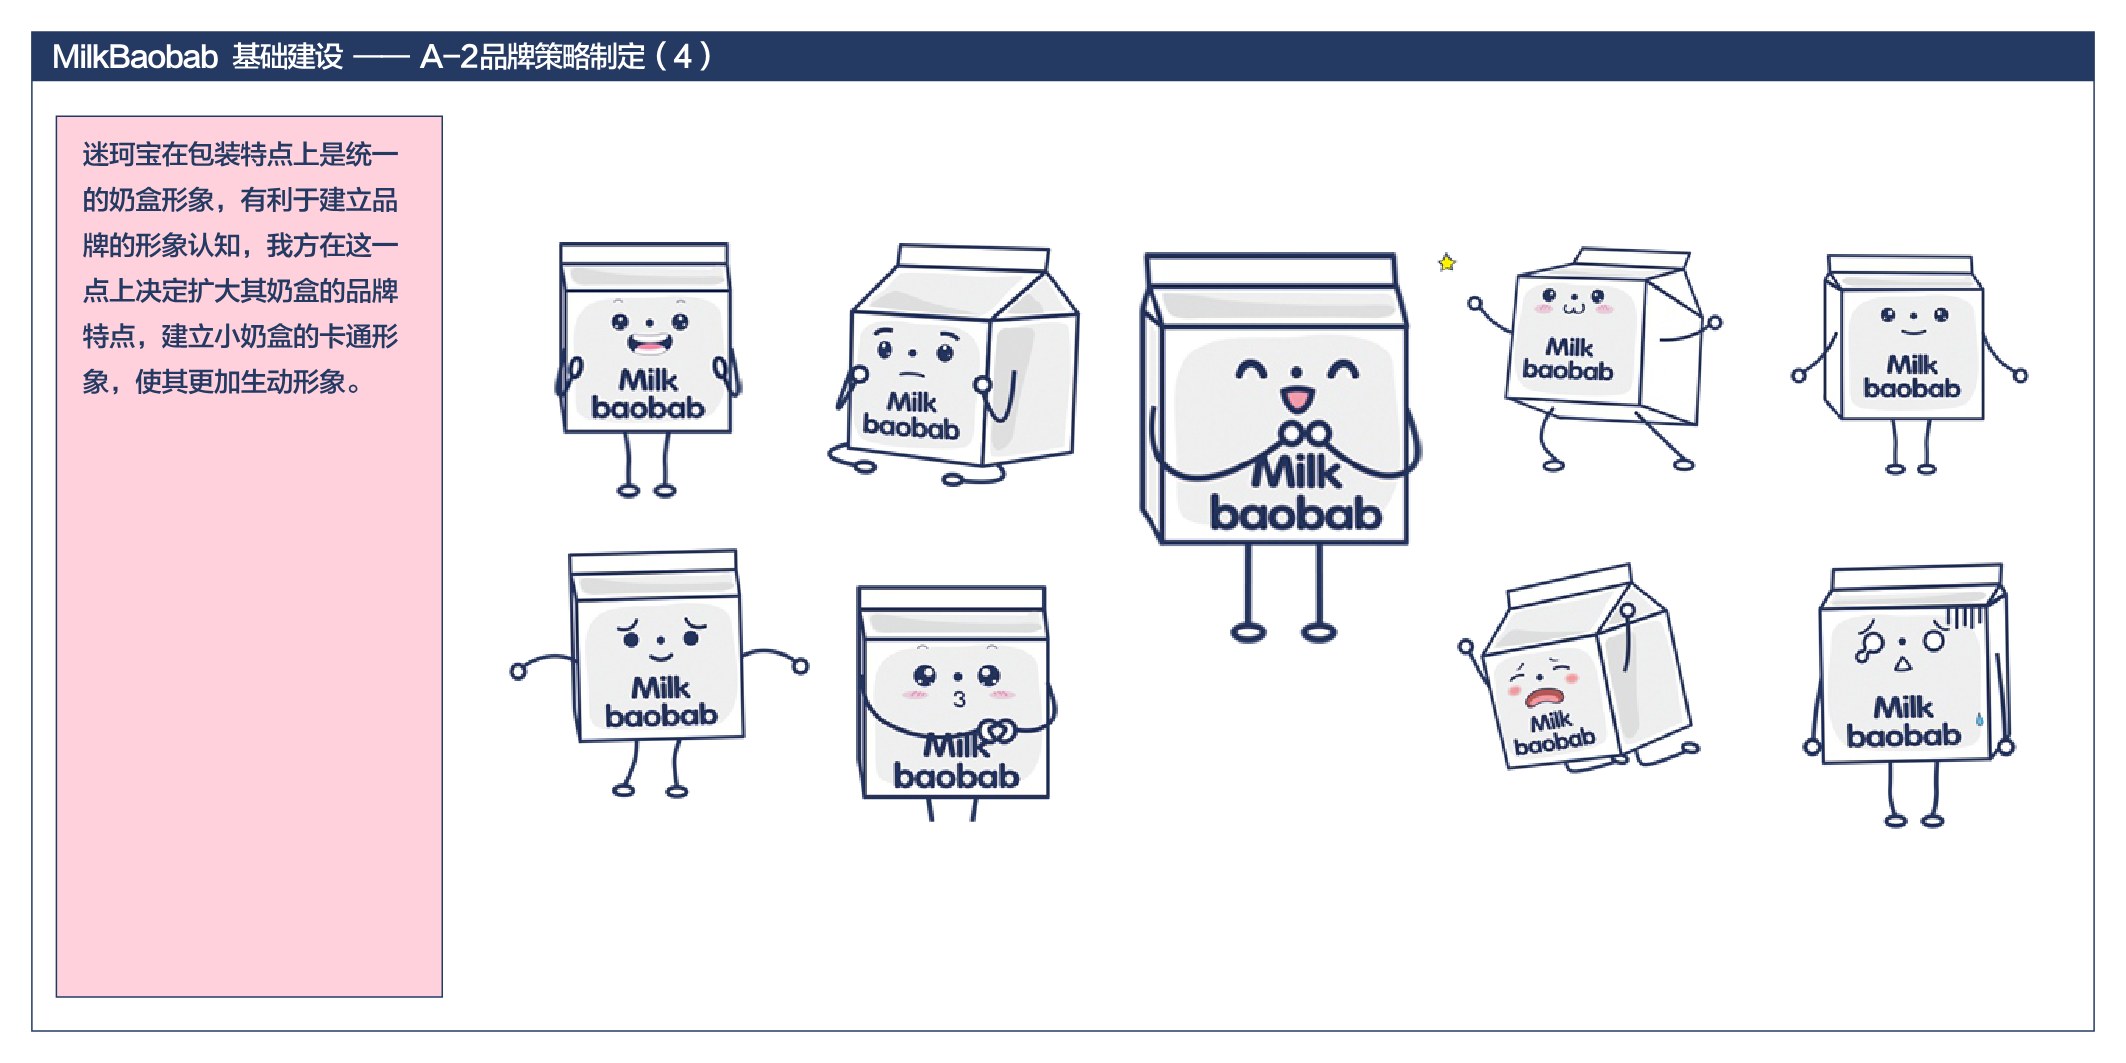 MilkBaobab 基础建设 —— A-2品牌策略制定（4）
迷珂宝在包装特点上是统一
的奶盒形象，有利于建立品
牌的形象认知，我方在这一
点上决定扩大其奶盒的品牌
特点，建立小奶盒的卡通形
象，使其更加生动形象。
Milk
baobab
Milk
baobab
Milk
baobab
Milk
baobab
Milk
baobab
Milk
baobab
Milk
baobab
Milk
baobab
Milk
baobab